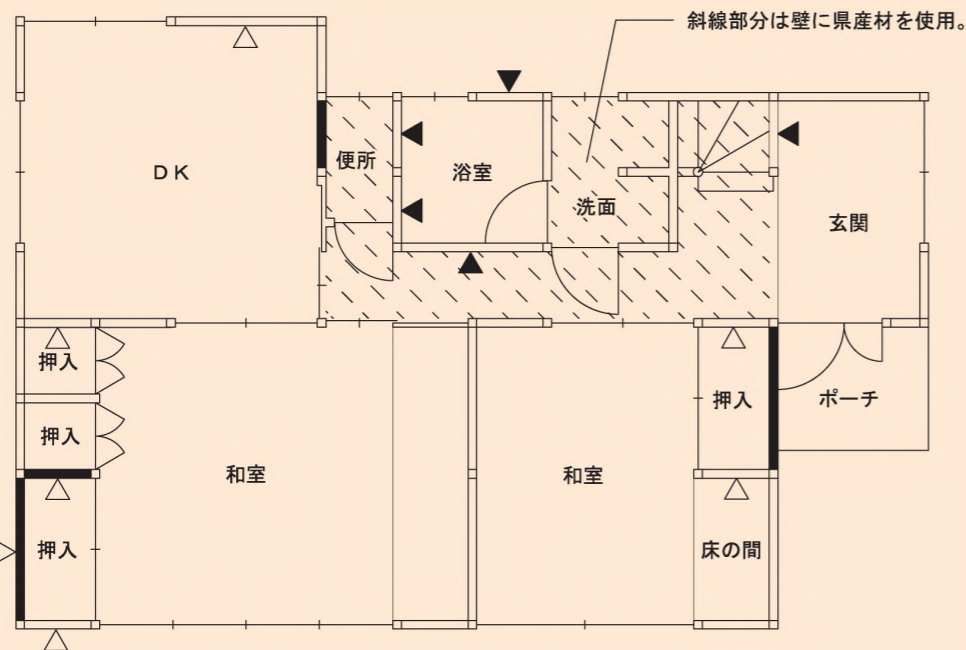 斜線部分は壁に県産材を使用。
DK
便所
浴室
洗面
玄関
押入
押入
押入
和室
和室
押入
ポーチ
床の間